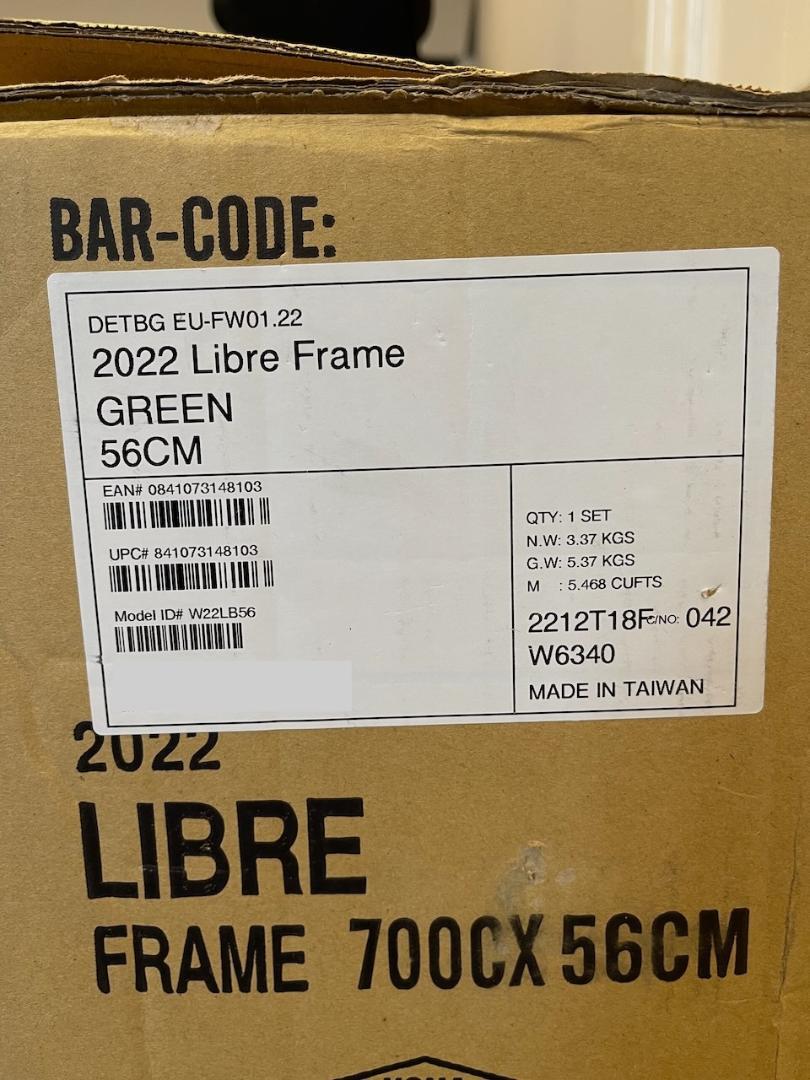 BAR-CODE:
DETBG EU-FW01.22
2022 Libre Frame
GREEN
56CM
EAN# 0841073148103
UPC# 841073148103
Model ID# W22LB56
QTY: 1 SET
N.W: 3.37 KGS
G.W: 5.37 KGS
M : 5.468 CUFTS
2212T18F C/NO: 042
W6340
MADE IN TAIWAN
2022
LIBRE
FRAME 700CX56CM